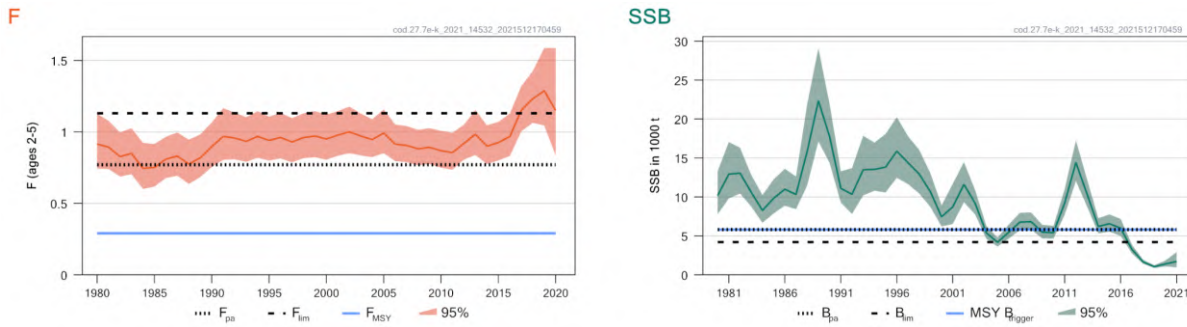 F
cod.27.7e-k_2021_14532_2021512170459
1.5
1
0.5
0
F (ages 2-5)
1980 1985 1990 1995 2000 2005 2010 2015 2020
Fpa Flim FMSY 95%
SSB
cod.27.7e-k_2021_14532_2021512170459
30
25
20
15
10
5
0
SSB in 1000 t
1981 1986 1991 1996 2001 2006 2011 2016 2021
Bpa Blim MSY Btrigger 95%